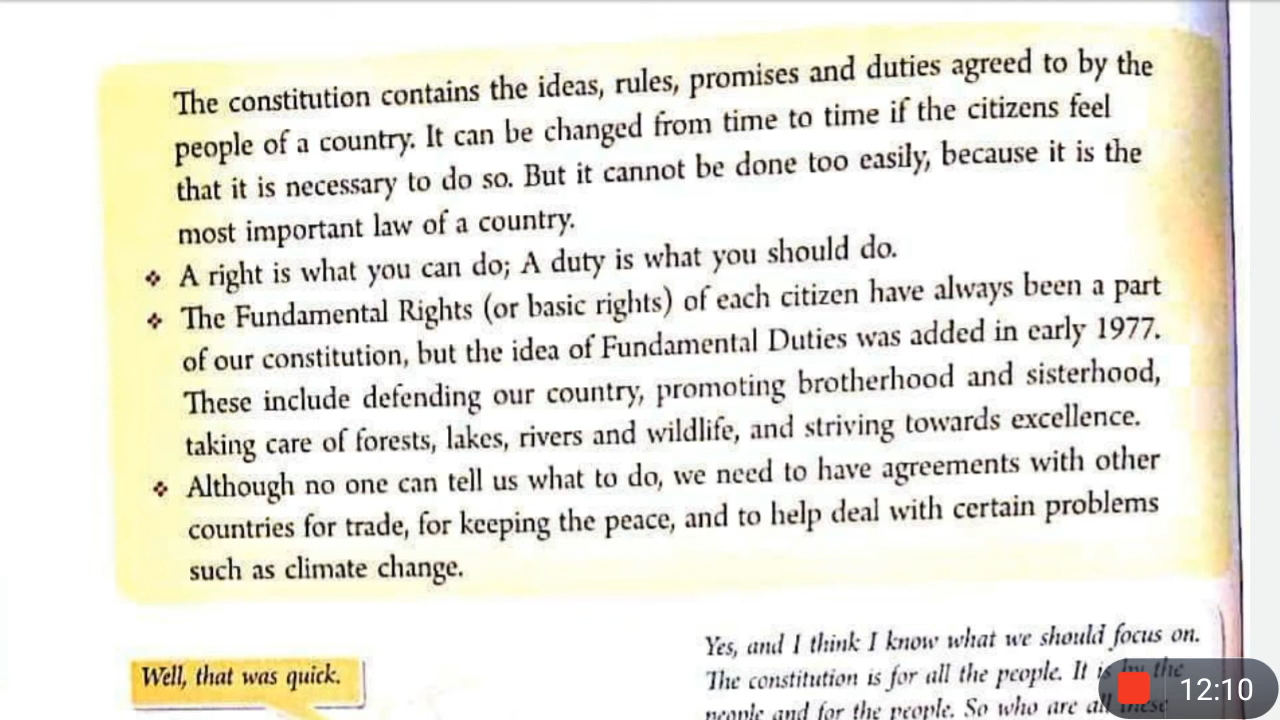 The constitution contains the ideas, rules, promises and duties agreed to by the
people of a country. It can be changed from time to time if the citizens feel
that it is necessary to do so. But it cannot be done too easily, because it is the
most important law of a country.
❖ A right is what you can do; A duty is what you should do.
❖ The Fundamental Rights (or basic rights) of each citizen have always been a part
of our constitution, but the idea of Fundamental Duties was added in early 1977.
These include defending our country, promoting brotherhood and sisterhood,
taking care of forests, lakes, rivers and wildlife, and striving towards excellence.
❖ Although no one can tell us what to do, we need to have agreements with other
countries for trade, for keeping the peace, and to help deal with certain problems
such as climate change.
Well, that was quick.
Yes, and I think I know what we should focus on.
The constitution is for all the people. It is by the
people and for the people. So who are all these
12:10